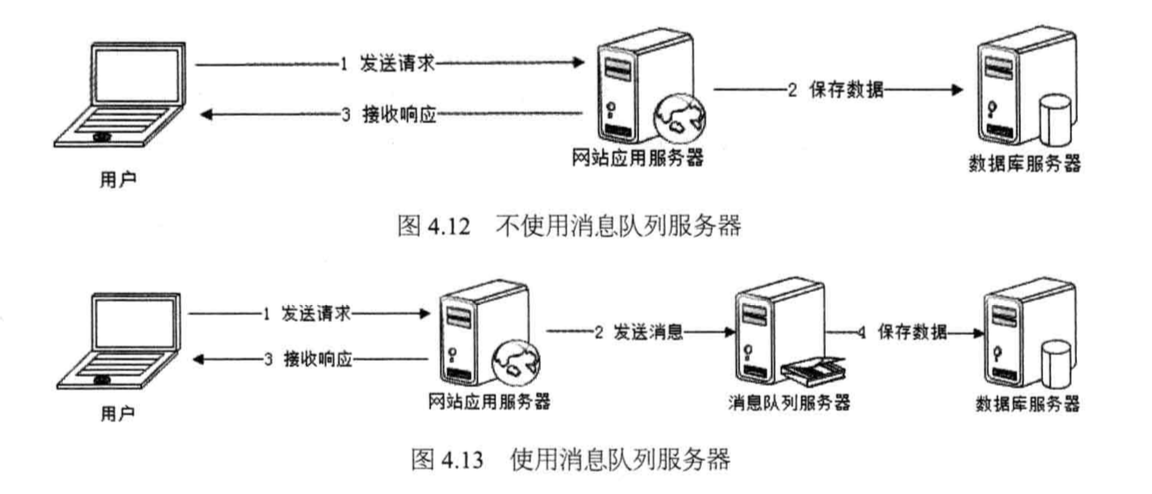 1 发送请求
2 保存数据
3 接收响应
用户
网站应用服务器
数据库服务器
图 4.12 不使用消息队列服务器
1 发送请求
2 发送消息
4 保存数据
3 接收响应
用户
网站应用服务器
消息队列服务器
数据库服务器
图 4.13 使用消息队列服务器